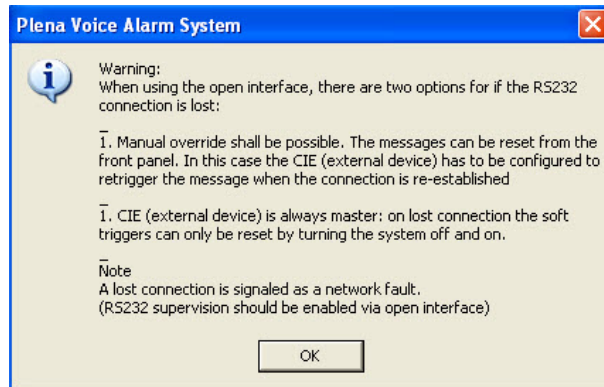 Plena Voice Alarm System
Warning:
When using the open interface, there are two options for if the RS232
connection is lost:
_
1. Manual override shall be possible. The messages can be reset from the
front panel. In this case the CIE (external device) has to be configured to
retrigger the message when the connection is re-established
_
1. CIE (external device) is always master: on lost connection the soft
triggers can only be reset by turning the system off and on.
_
Note
A lost connection is signaled as a network fault.
(RS232 supervision should be enabled via open interface)
OK